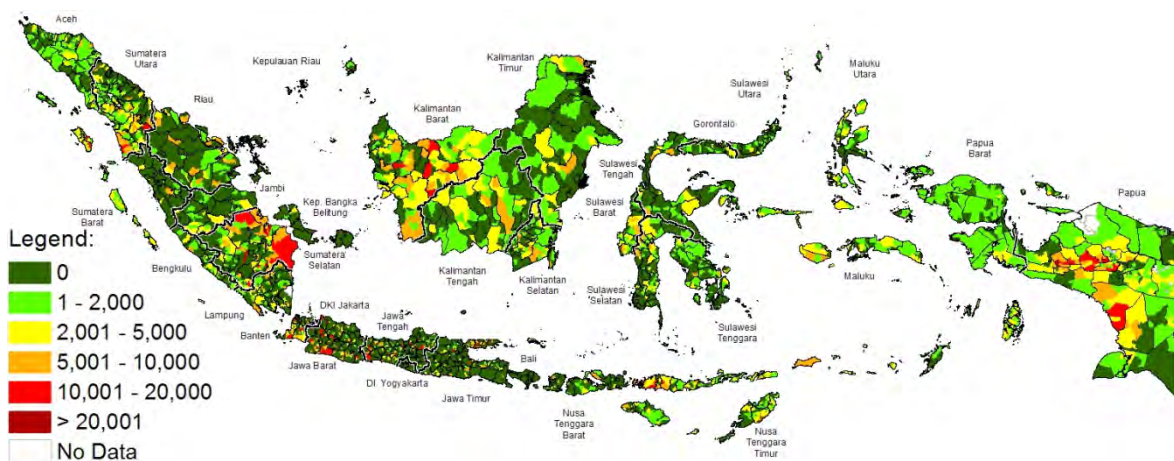 Aceh
Sumatera
Utara
Kepulauan Riau
Riau
Kalimantan
Timur
Sulawesi
Utara
Maluku
Utara
Kalimantan
Barat
Gorontalo
Papua
Barat
Papua
Sulawesi
Tengah
Jambi
Kep. Bangka
Belitung
Sulawesi
Barat
Sumatera
Barat
Sumatera
Selatan
Bengkulu
Kalimantan
Tengah
Kalimantan
Selatan
Sulawesi
Selatan
Maluku
Lampung
DKI Jakarta
Jawa
Tengah
Sulawesi
Tenggara
Banten
Jawa Barat
DI. Yogyakarta
Bali
Jawa Timur
Nusa
Tenggara
Barat
Nusa
Tenggara
Timur
Legend:
0
1 - 2,000
2,001 - 5,000
5,001 - 10,000
10,001 - 20,000
> 20,001
No Data